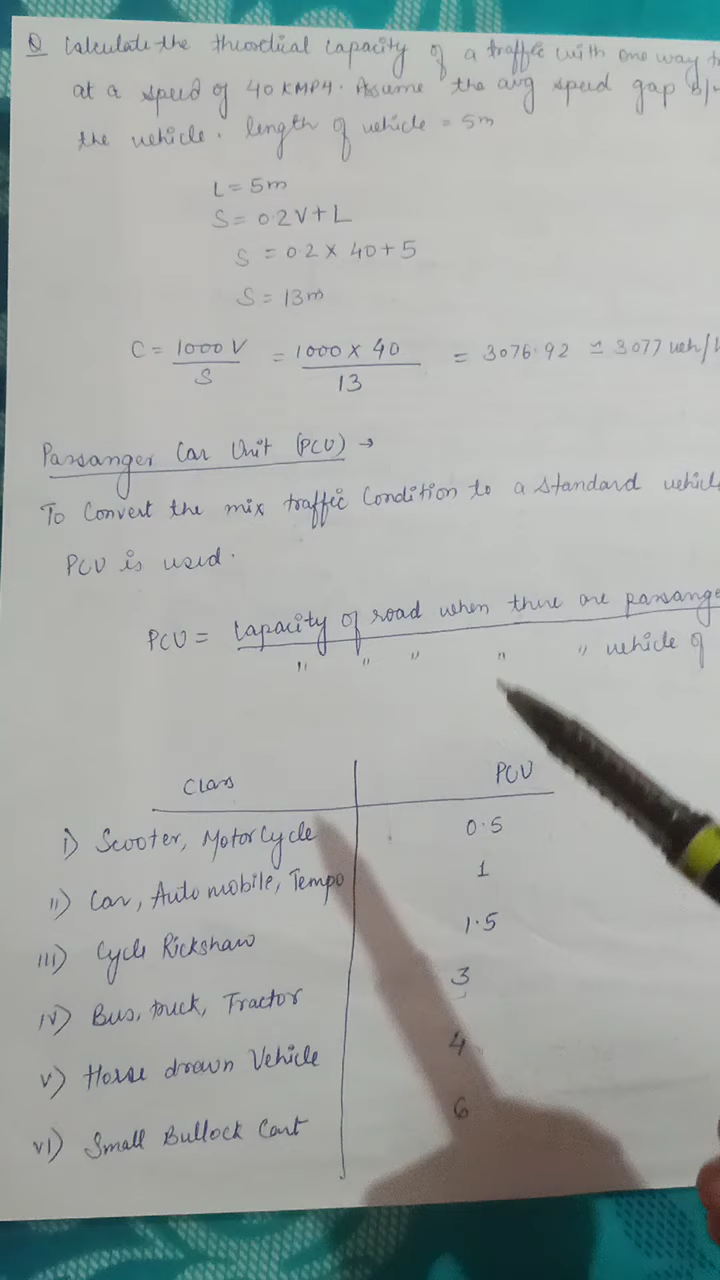 Q Calculate the theoretical capacity of a traffic with one way
at a speed of 40 KMPH. Assume the avg speed gap b/w
the vehicle. length of vehicle = 5m
L = 5m
S = 0.2V + L
S = 0.2 × 40 + 5
S = 13m
C = 1000 V / S = 1000 × 40 / 13 = 3076.92 ≃ 3077 veh/
Passanger Car Unit (PCU) →
To Convert the mix traffic Condition to a standard
PCU is used.
PCU = Capacity of road when there are
" " " " " vehicle of
Class PCU
i) Scooter, Motorcycle 0.5
ii) Car, Automobile, Tempo 1
iii) Cycle Rickshaw 1.5
iv) Bus, truck, Tractor 3
v) Horse drawn Vehicle 4
vi) Small Bullock Cart 6